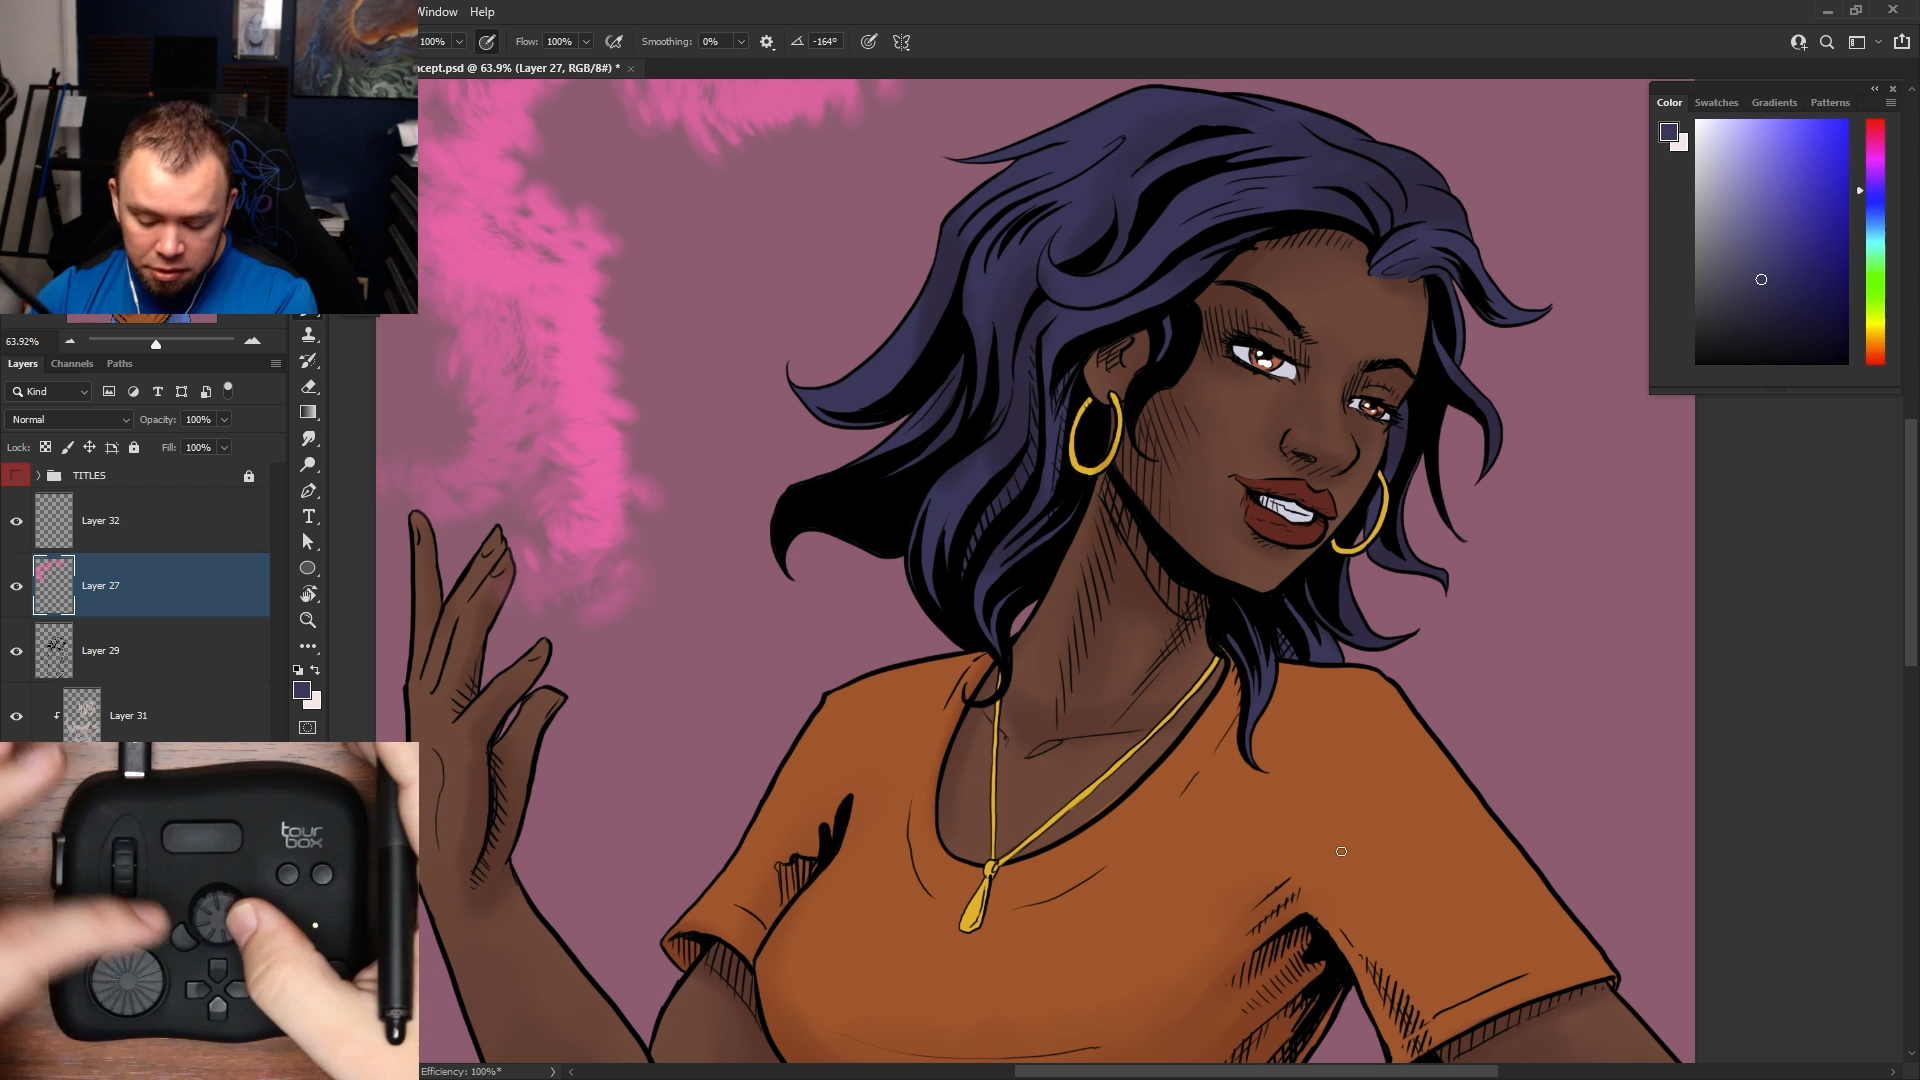 Window Help
100% Flow: 100% Smoothing: 0% -164°
ncept.psd @ 63.9% (Layer 27, RGB/8#) * ×
Color Swatches Gradients Patterns
63.92%
Layers Channels Paths
Kind
Normal Opacity: 100%
Lock: Fill: 100%
TITLES
Layer 32
Layer 27
Layer 29
Layer 31
tour
box
Efficiency: 100%*